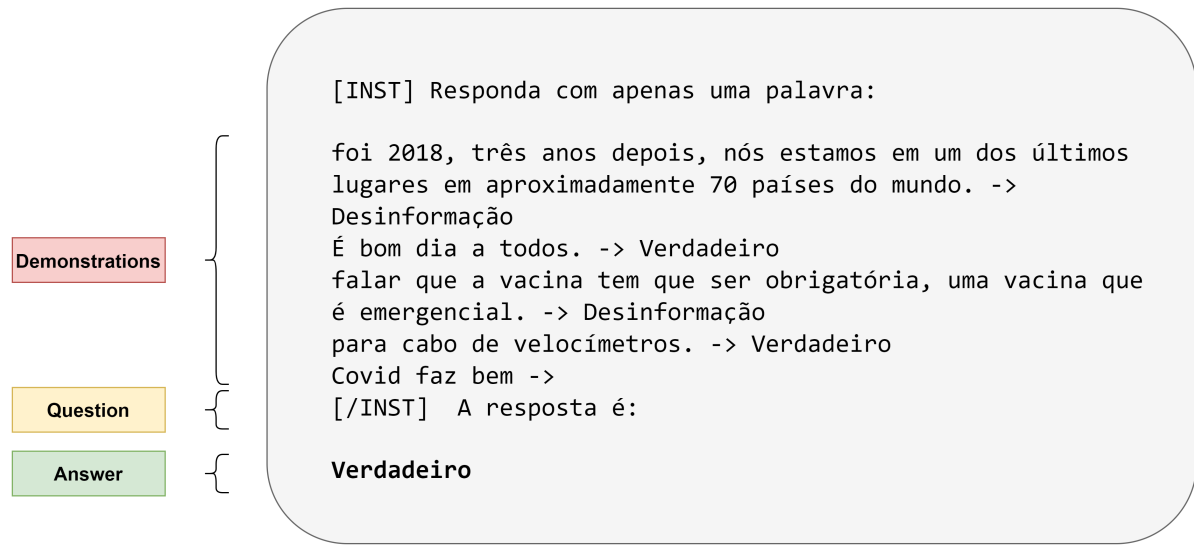 [INST] Responda com apenas uma palavra:
foi 2018, três anos depois, nós estamos em um dos últimos
lugares em aproximadamente 70 países do mundo. ->
Desinformação
É bom dia a todos. -> Verdadeiro
Demonstrations
falar que a vacina tem que ser obrigatória, uma vacina que
é emergencial. -> Desinformação
para cabo de velocímetros. -> Verdadeiro
Covid faz bem ->
Question
[/INST]  A resposta é:
Answer
Verdadeiro